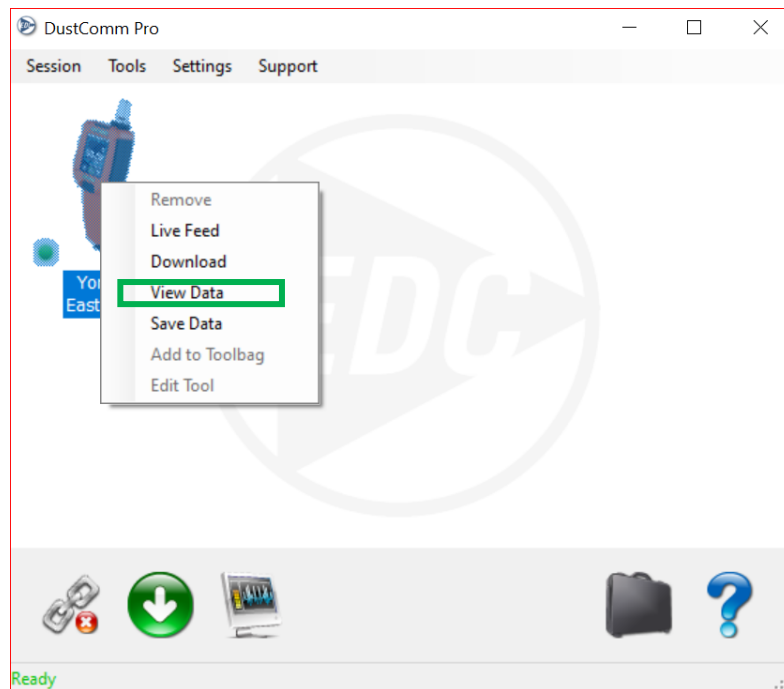 DustComm Pro
Session Tools Settings Support
Remove
Live Feed
Download
View Data
Save Data
Add to Toolbag
Edit Tool
East
EDC
Ready